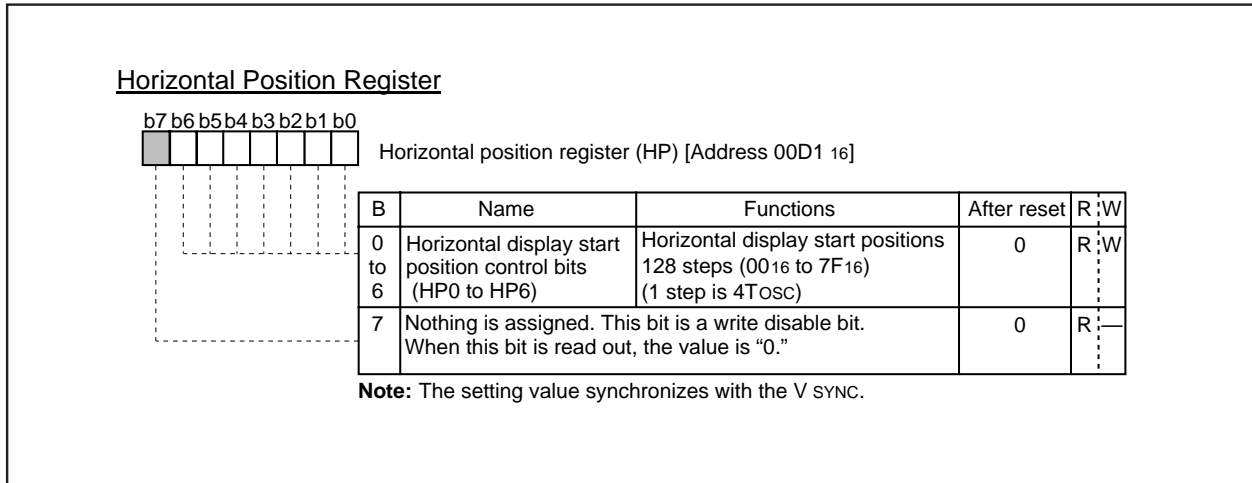 Horizontal Position Register
b7 b6 b5 b4 b3 b2 b1 b0
Horizontal position register (HP) [Address 00D1 16]
B Name Functions After reset R W
0 to 6 Horizontal display start position control bits (HP0 to HP6) Horizontal display start positions 128 steps (0016 to 7F16) (1 step is 4TOSC) 0 R W
7 Nothing is assigned. This bit is a write disable bit. When this bit is read out, the value is “0.” 0 R —
Note: The setting value synchronizes with the V SYNC.